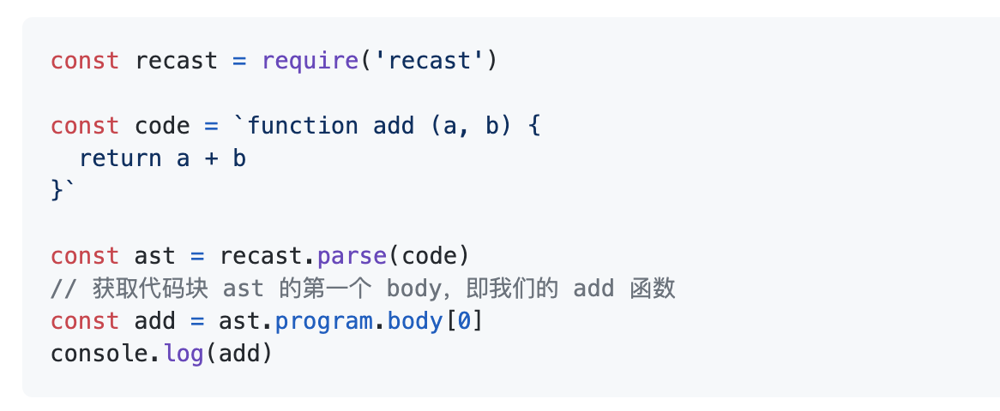 const recast = require('recast')
const code = `function add (a, b) {
  return a + b
}`
const ast = recast.parse(code)
// 获取代码块 ast 的第一个 body，即我们的 add 函数
const add = ast.program.body[0]
console.log(add)